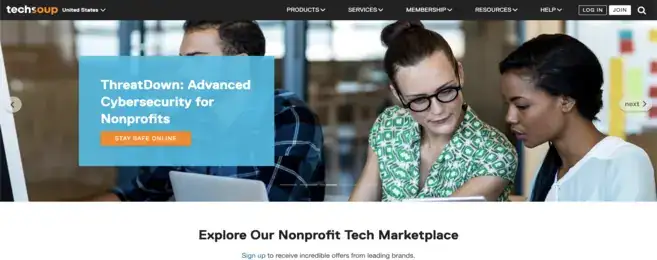 techsoup United States PRODUCTS SERVICES MEMBERSHIP RESOURCES HELP LOG IN JOIN
ThreatDown: Advanced
Cybersecurity for
Nonprofits
STAY SAFE ONLINE
next
Explore Our Nonprofit Tech Marketplace
Sign up to receive incredible offers from leading brands.